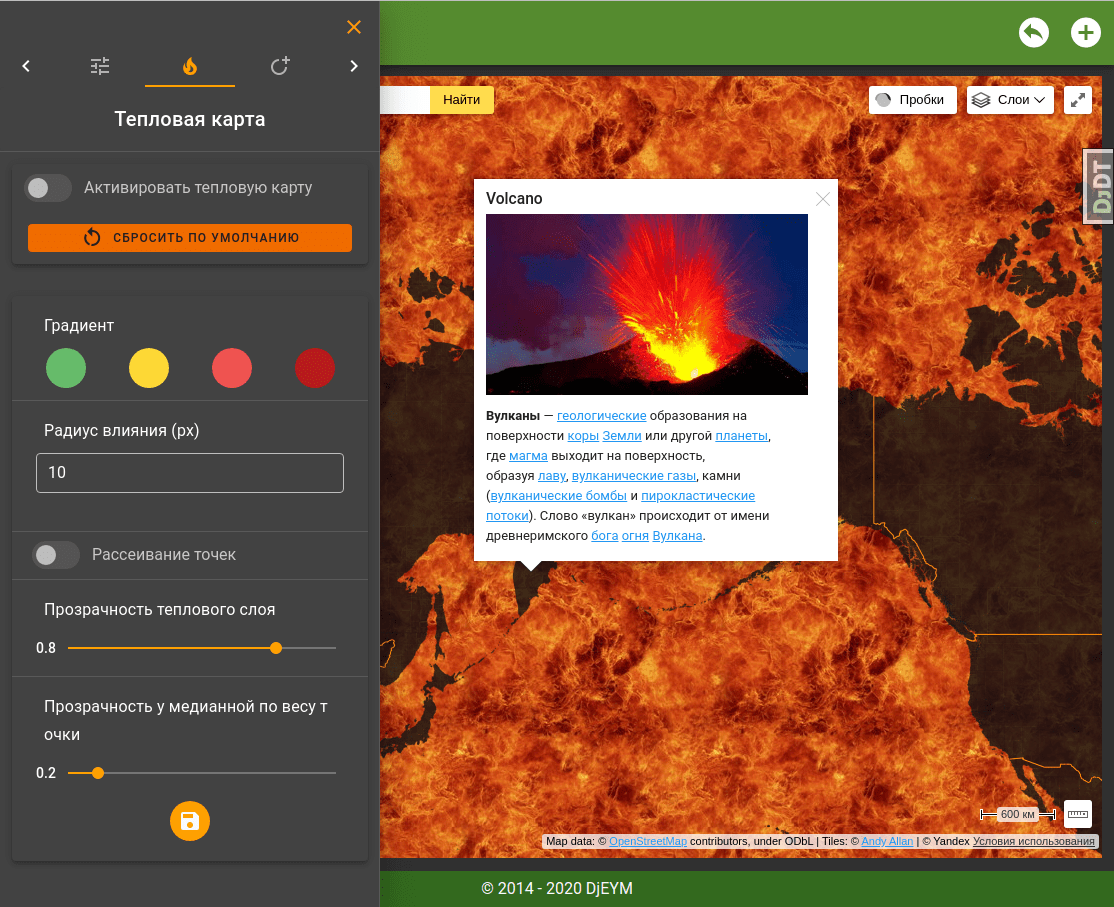 Тепловая карта
Активировать тепловую карту
СБРОСИТЬ ПО УМОЛЧАНИЮ
Градиент
Радиус влияния (px)
10
Рассеивание точек
Прозрачность теплового слоя
0.8
Прозрачность у медианной по весу т
очки
0.2
Найти
Пробки
Слои
DjDT
Volcano
Вулканы — геологические образования на
поверхности коры Земли или другой планеты,
где магма выходит на поверхность,
образуя лаву, вулканические газы, камни
(вулканические бомбы и пирокластические
потоки). Слово «вулкан» происходит от имени
древнеримского бога огня Вулкана.
600 км
Map data: © OpenStreetMap contributors, under ODbL | Tiles: © Andy Allan | © Yandex Условия использования
© 2014 - 2020 DjEYM